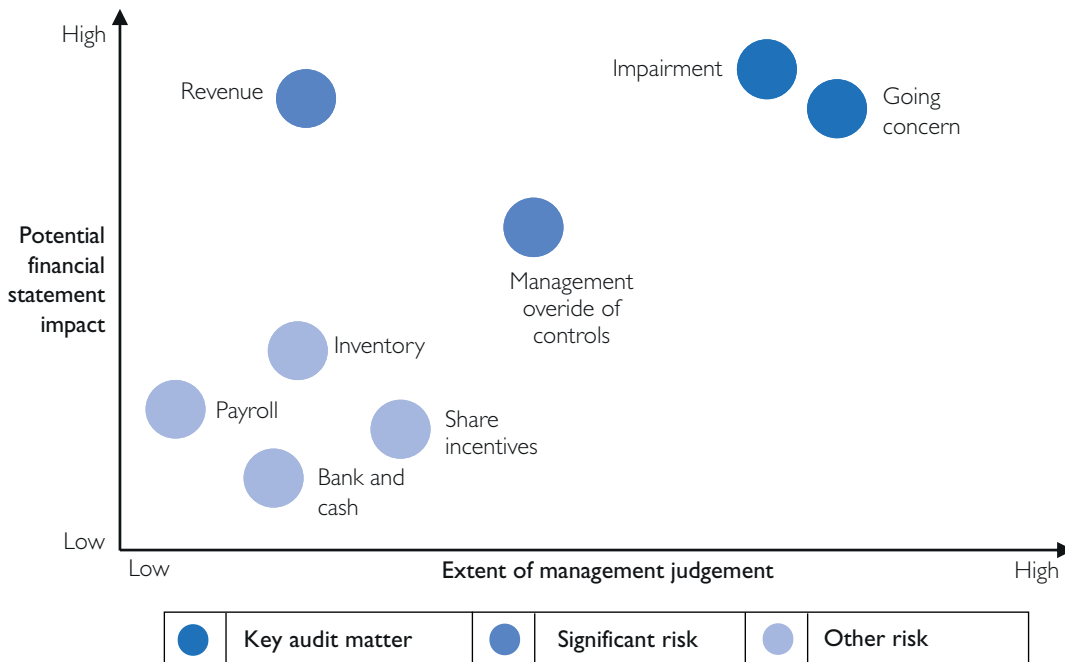 High
Revenue
Impairment
Going
concern
Potential
financial
statement
impact
Management
overide of
controls
Inventory
Payroll
Share
incentives
Bank and
cash
Low
Low
Extent of management judgement
High
Key audit matter
Significant risk
Other risk